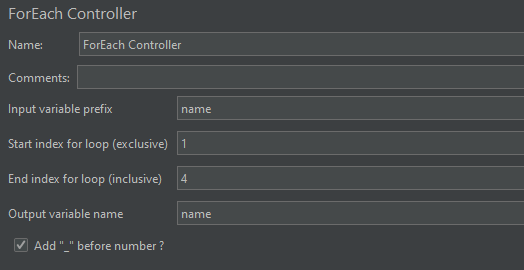 ForEach Controller
Name: ForEach Controller
Comments:
Input variable prefix name
Start index for loop (exclusive) 1
End index for loop (inclusive) 4
Output variable name name
Add "_" before number ?